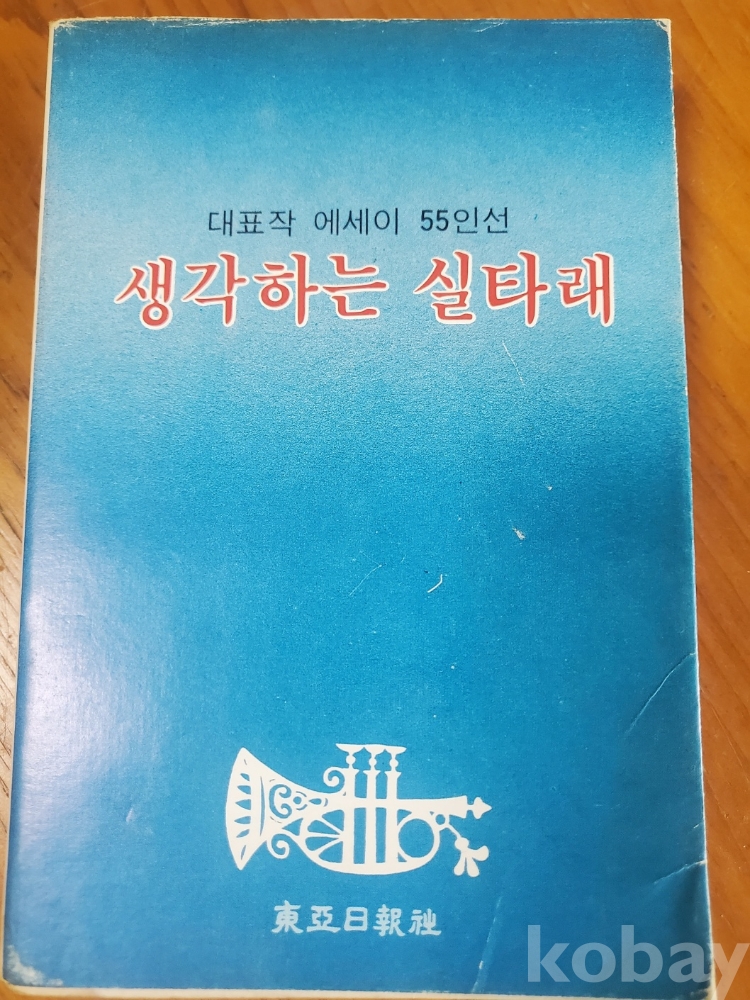 대표작 에세이 55인선
생각하는 실타래
東亞日報社
kobay